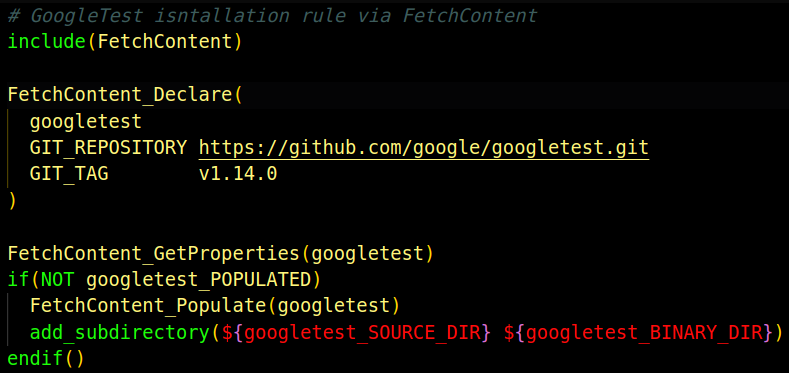 # GoogleTest isntallation rule via FetchContent
include(FetchContent)
FetchContent_Declare(
googletest
GIT_REPOSITORY https://github.com/google/googletest.git
GIT_TAG v1.14.0
)
FetchContent_GetProperties(googletest)
if(NOT googletest_POPULATED)
FetchContent_Populate(googletest)
add_subdirectory(${googletest_SOURCE_DIR} ${googletest_BINARY_DIR})
endif()